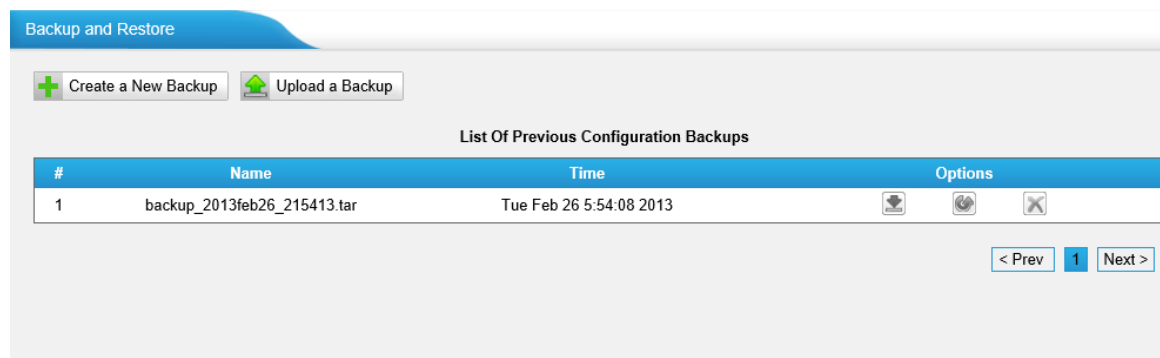 Backup and Restore
Create a New Backup Upload a Backup
List Of Previous Configuration Backups
# Name Time Options
1 backup_2013feb26_215413.tar Tue Feb 26 5:54:08 2013
< Prev 1 Next >